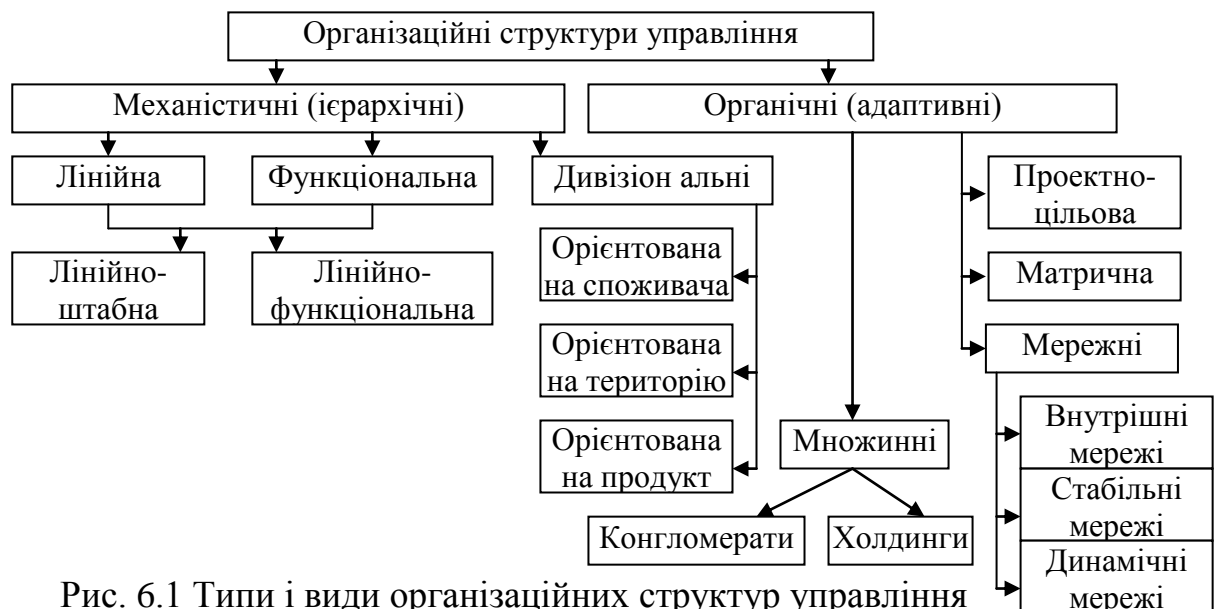 Організаційні структури управління
Механістичні (ієрархічні)
Органічні (адаптивні)
Лінійна
Функціональна
Дивізіон альні
Проектно-
цільова
Лінійно-
штабна
Лінійно-
функціональна
Орієнтована
на споживача
Матрична
Орієнтована
на територію
Мережні
Орієнтована
на продукт
Множинні
Внутрішні
мережі
Стабільні
мережі
Конгломерати
Холдинги
Динамічні
мережі
Рис. 6.1 Типи і види організаційних структур управління